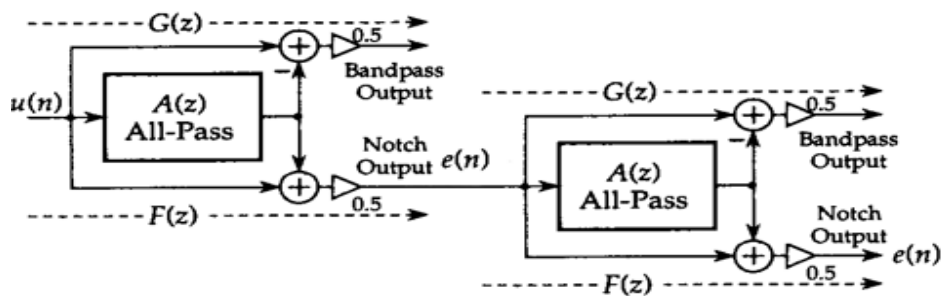 G(z)
0.5
Bandpass
Output
u(n)
A(z)
All-Pass
Notch
Output
e(n)
0.5
F(z)
G(z)
0.5
Bandpass
Output
A(z)
All-Pass
Notch
Output
e(n)
0.5
F(z)